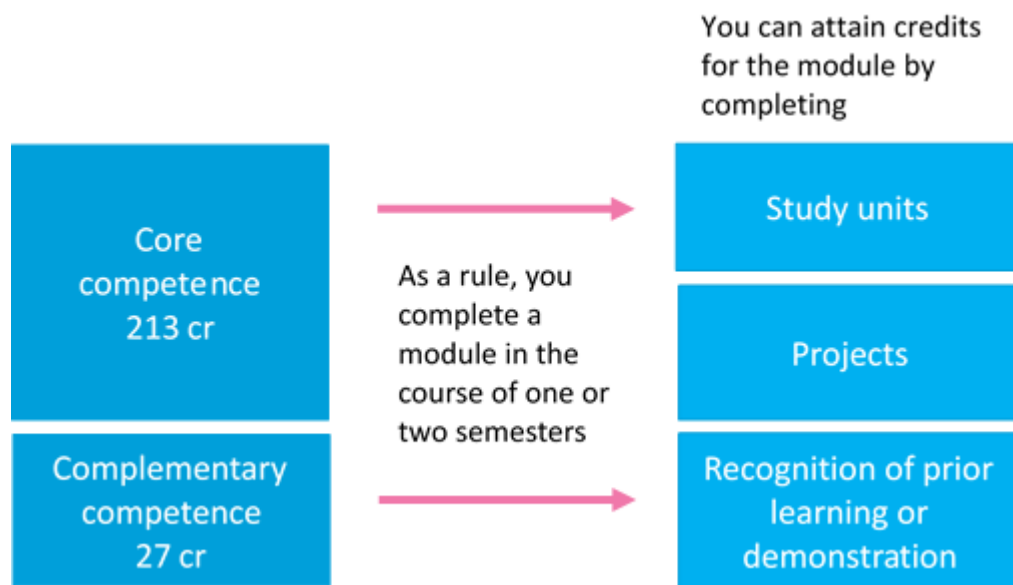 You can attain credits
for the module by
completing
Core
competence
213 cr
Complementary
competence
27 cr
As a rule, you
complete a
module in the
course of one or
two semesters
Study units
Projects
Recognition of prior
learning or
demonstration